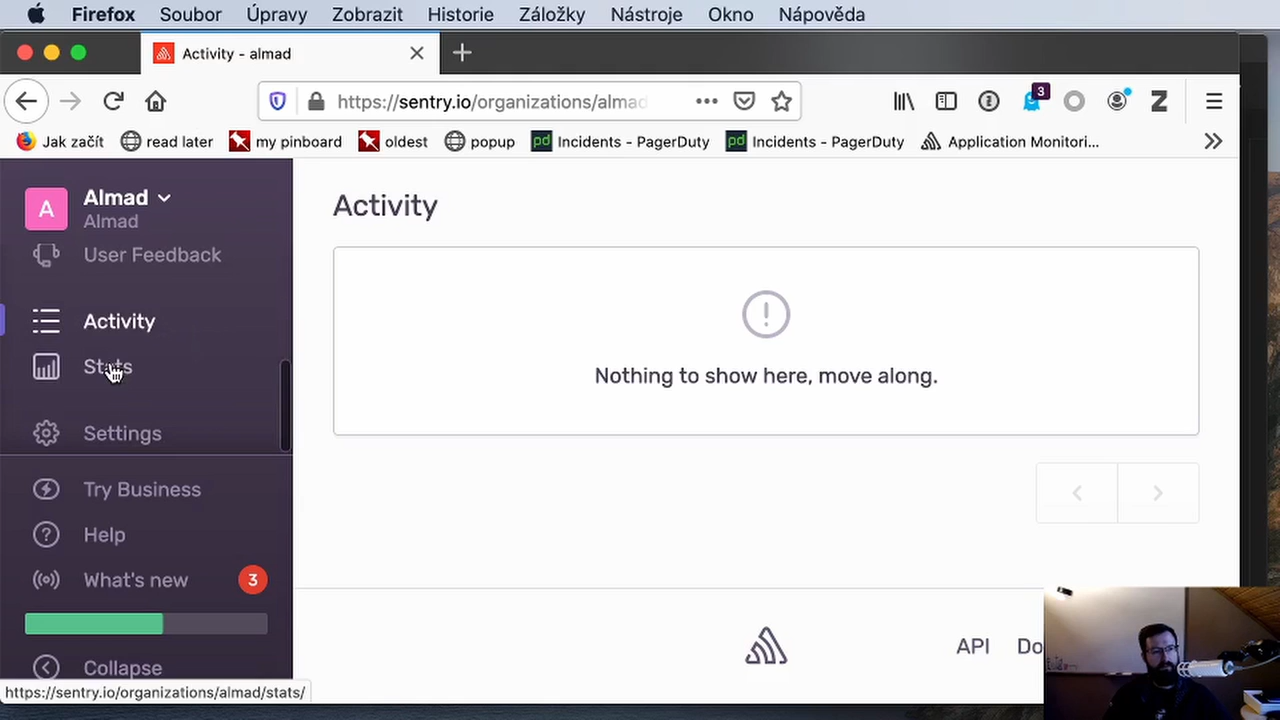 Firefox Soubor Úpravy Zobrazit Historie Záložky Nástroje Okno Nápověda
Activity - almad
https://sentry.io/organizations/almad
3
Jak začít read later my pinboard oldest popup pd Incidents - PagerDuty pd Incidents - PagerDuty Application Monitori...
A
Almad
Almad
User Feedback
Activity
Stats
Settings
Try Business
Help
What's new 3
Collapse
https://sentry.io/organizations/almad/stats/
Activity
Nothing to show here, move along.
API